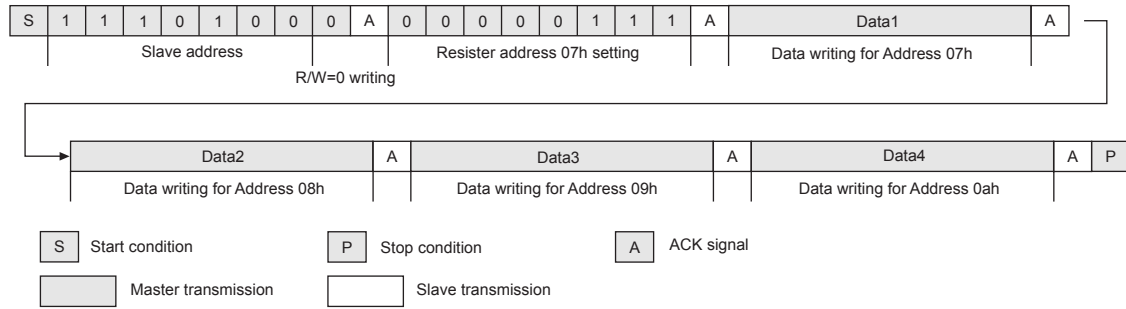 S 1 1 1 0 1 0 0 0 A 0 0 0 0 0 1 1 1 A Data1 A
Slave address Resister address 07h setting Data writing for Address 07h
R/W=0 writing
Data2 A Data3 A Data4 A P
Data writing for Address 08h Data writing for Address 09h Data writing for Address 0ah
S Start condition P Stop condition A ACK signal
Master transmission Slave transmission